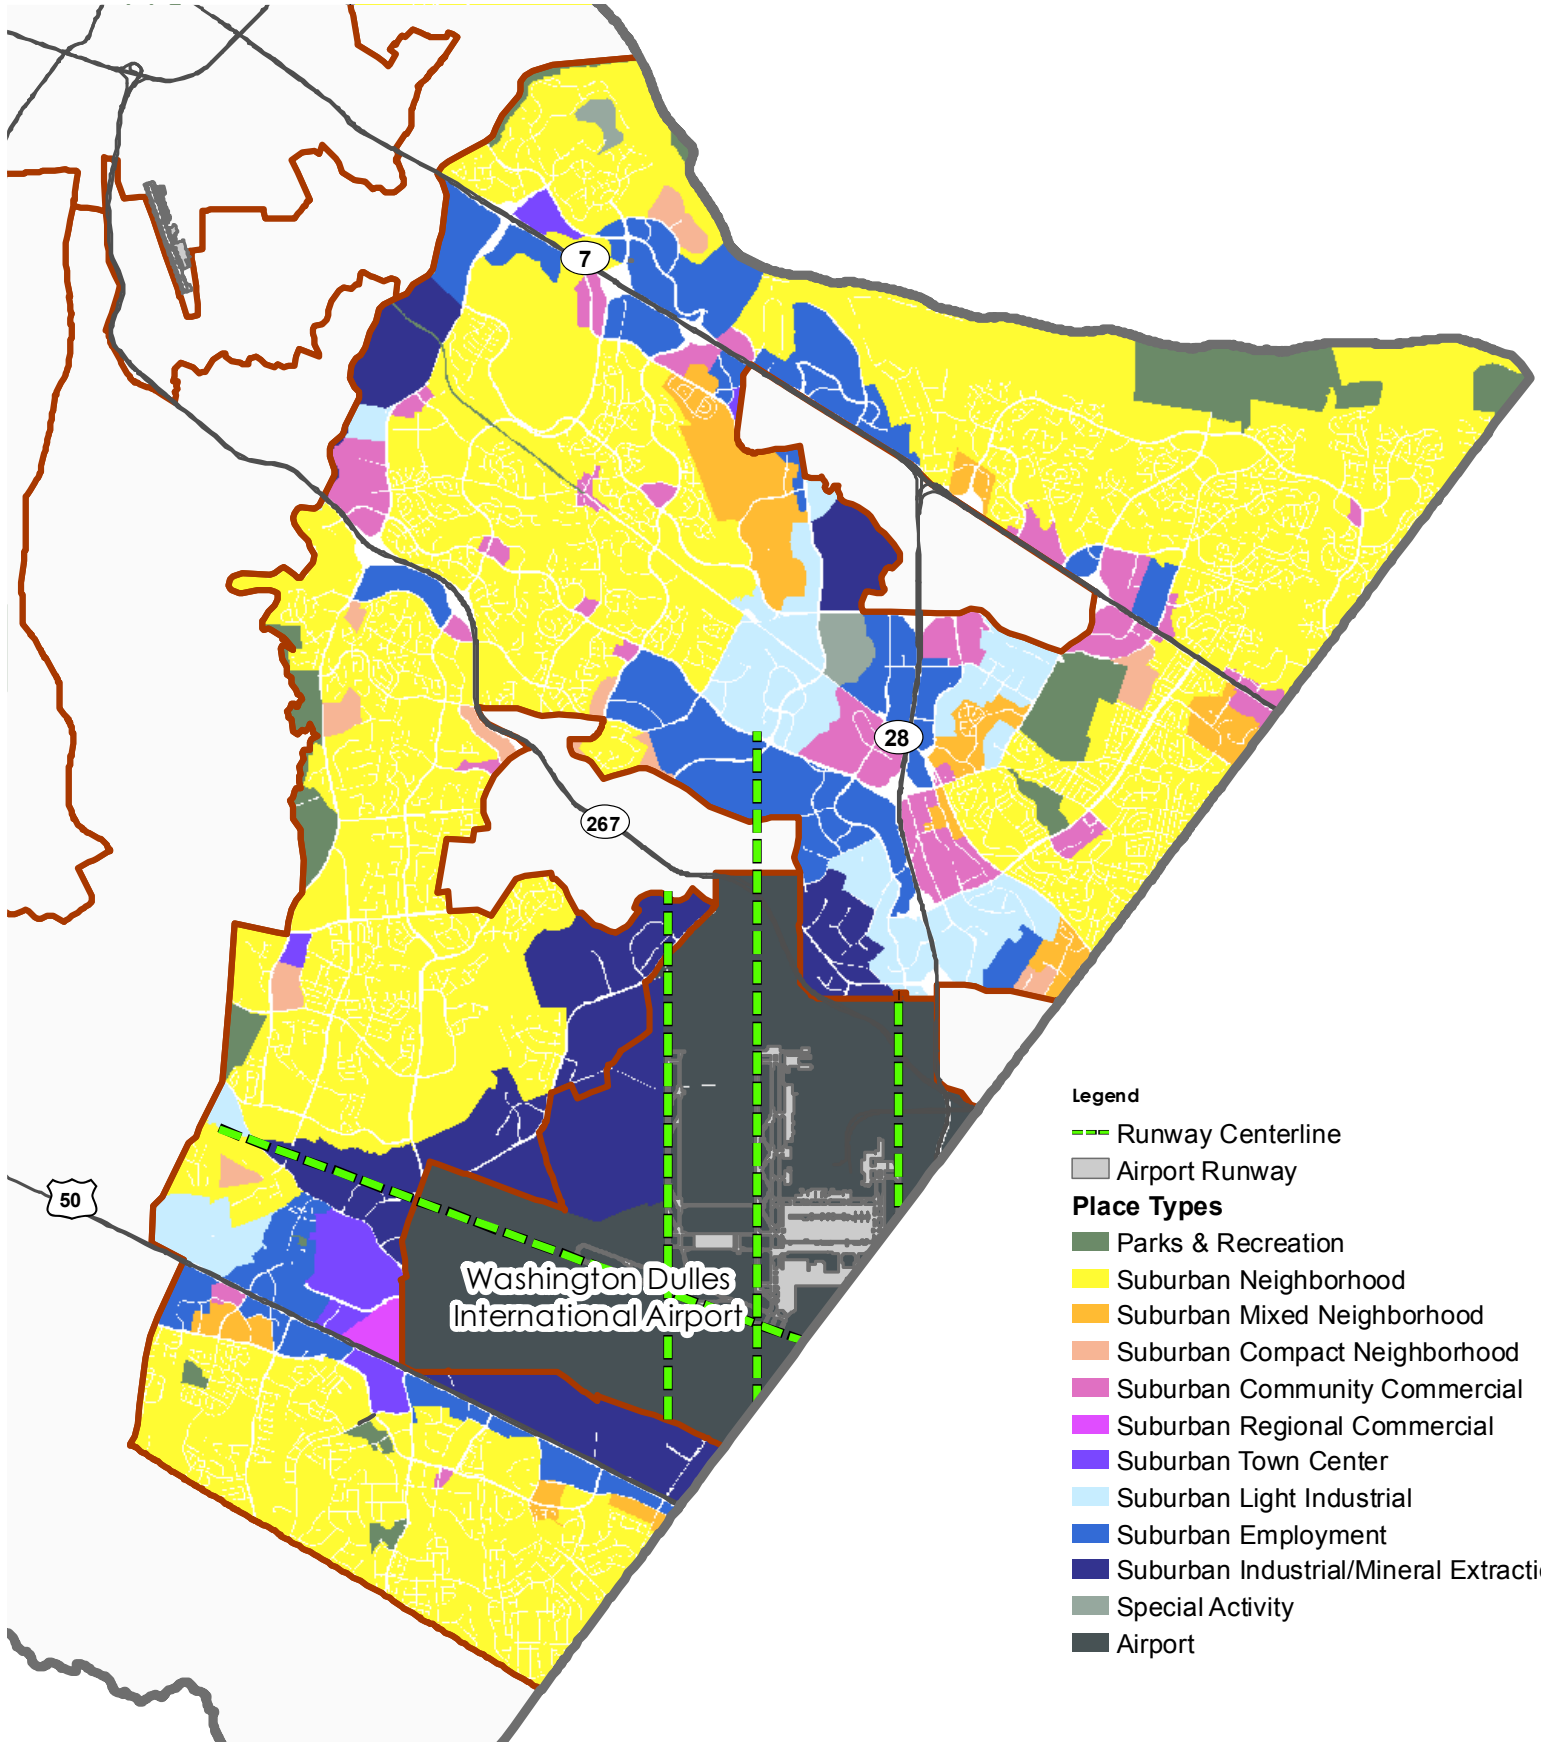 7
28
267
50
Washington Dulles
International Airport
Legend
Runway Centerline
Airport Runway
Place Types
Parks & Recreation
Suburban Neighborhood
Suburban Mixed Neighborhood
Suburban Compact Neighborhood
Suburban Community Commercial
Suburban Regional Commercial
Suburban Town Center
Suburban Light Industrial
Suburban Employment
Suburban Industrial/Mineral Extracti
Special Activity
Airport